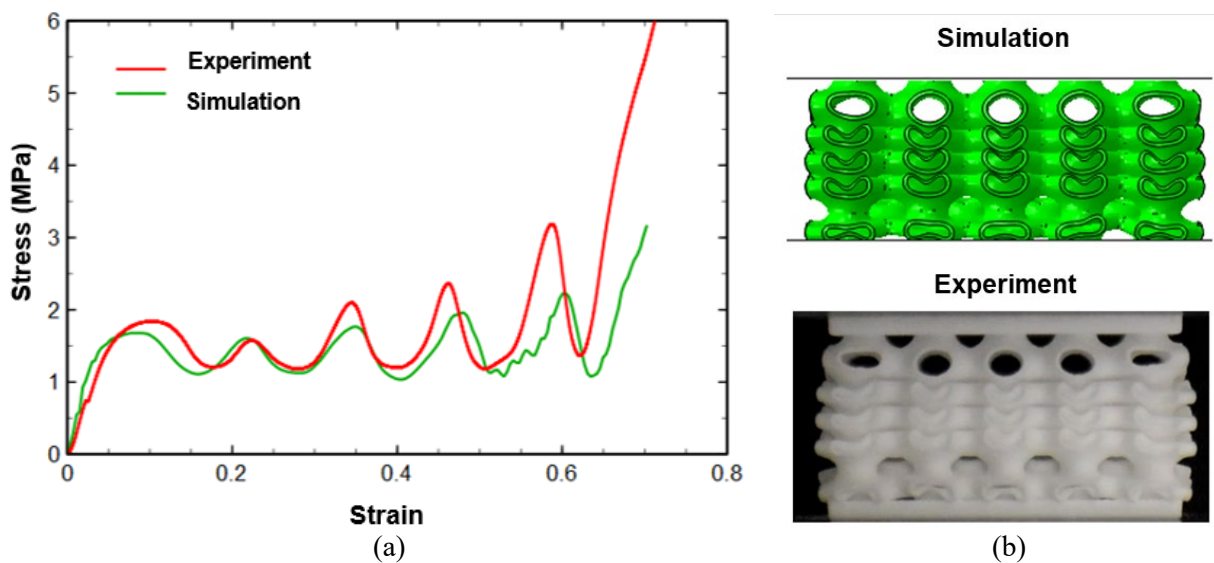 6
5
4
3
2
1
0
Stress (MPa)
Experiment
Simulation
0
0.2
0.4
0.6
0.8
Strain
(a)
Simulation
Experiment
(b)